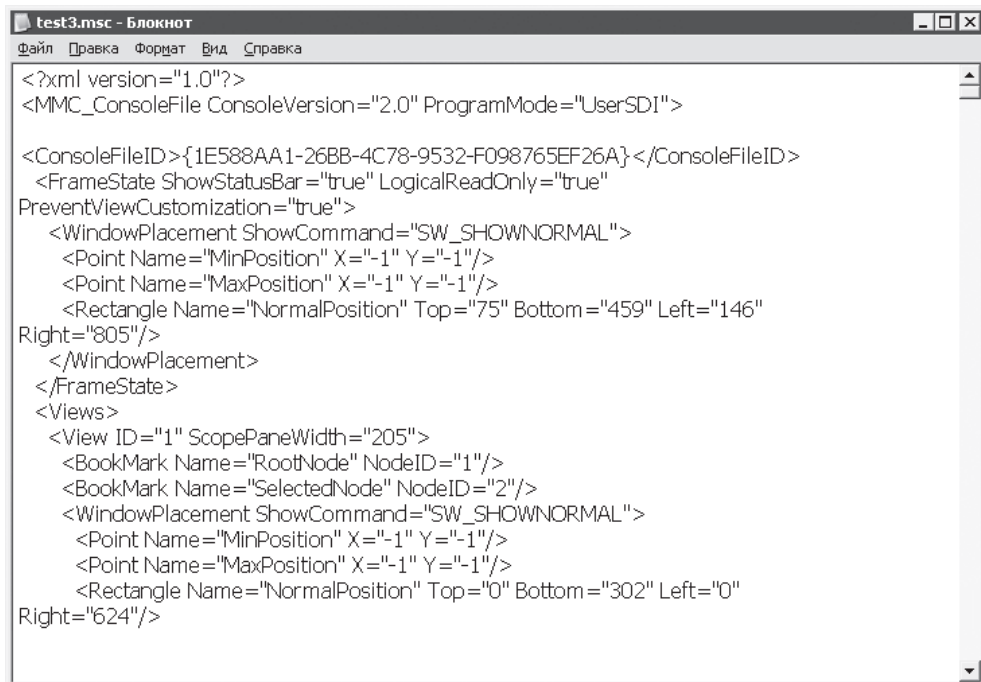 test3.msc - Блокнот
Файл Правка Формат Вид Справка
<?xml version="1.0"?>
<MMC_ConsoleFile ConsoleVersion="2.0" ProgramMode="UserSDI">
<ConsoleFileID>{1E588AA1-26BB-4C78-9532-F098765EF26A}</ConsoleFileID>
<FrameState ShowStatusBar="true" LogicalReadOnly="true"
PreventViewCustomization="true">
<WindowPlacement ShowCommand="SW_SHOWNORMAL">
<Point Name="MinPosition" X="-1" Y="-1"/>
<Point Name="MaxPosition" X="-1" Y="-1"/>
<Rectangle Name="NormalPosition" Top="75" Bottom="459" Left="146"
Right="805"/>
</WindowPlacement>
</FrameState>
<Views>
<View ID="1" ScopePaneWidth="205">
<BookMark Name="RootNode" NodeID="1"/>
<BookMark Name="SelectedNode" NodeID="2"/>
<WindowPlacement ShowCommand="SW_SHOWNORMAL">
<Point Name="MinPosition" X="-1" Y="-1"/>
<Point Name="MaxPosition" X="-1" Y="-1"/>
<Rectangle Name="NormalPosition" Top="0" Bottom="302" Left="0"
Right="624"/>